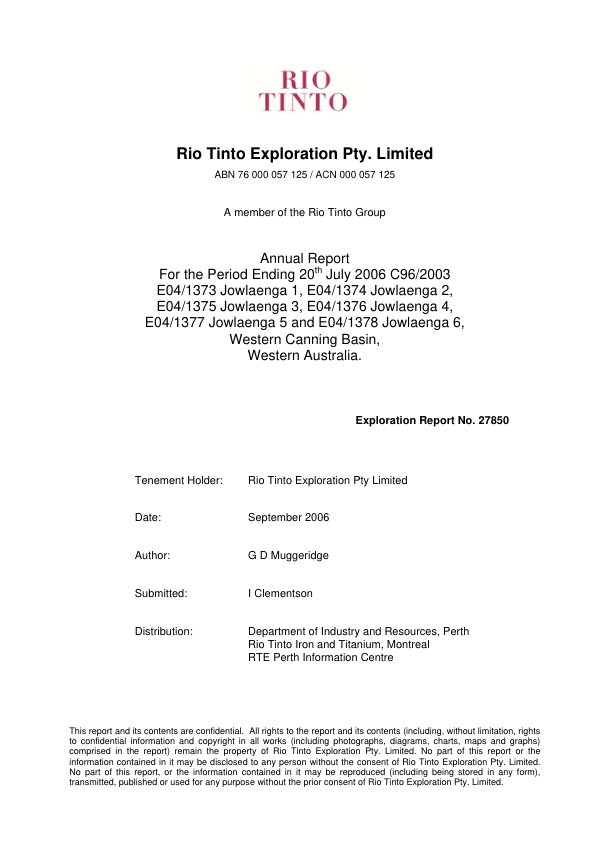 RIO
TINTO
Rio Tinto Exploration Pty. Limited
ABN 76 000 057 125 / ACN 000 057 125
A member of the Rio Tinto Group
Annual Report
For the Period Ending 20th July 2006 C96/2003
E04/1373 Jowlaenga 1, E04/1374 Jowlaenga 2,
E04/1375 Jowlaenga 3, E04/1376 Jowlaenga 4,
E04/1377 Jowlaenga 5 and E04/1378 Jowlaenga 6,
Western Canning Basin,
Western Australia.
Exploration Report No. 27850
Tenement Holder: Rio Tinto Exploration Pty Limited
Date: September 2006
Author: G D Muggeridge
Submitted: I Clementson
Distribution: Department of Industry and Resources, Perth
Rio Tinto Iron and Titanium, Montreal
RTE Perth Information Centre
This report and its contents are confidential. All rights to the report and its contents (including, without limitation, rights
to confidential information and copyright in all works (including photographs, diagrams, charts, maps and graphs)
comprised in the report) remain the property of Rio Tinto Exploration Pty. Limited. No part of this report or the
information contained in it may be disclosed to any person without the consent of Rio Tinto Exploration Pty. Limited.
No part of this report, or the information contained in it may be reproduced (including being stored in any form),
transmitted, published or used for any purpose without the prior consent of Rio Tinto Exploration Pty. Limited.